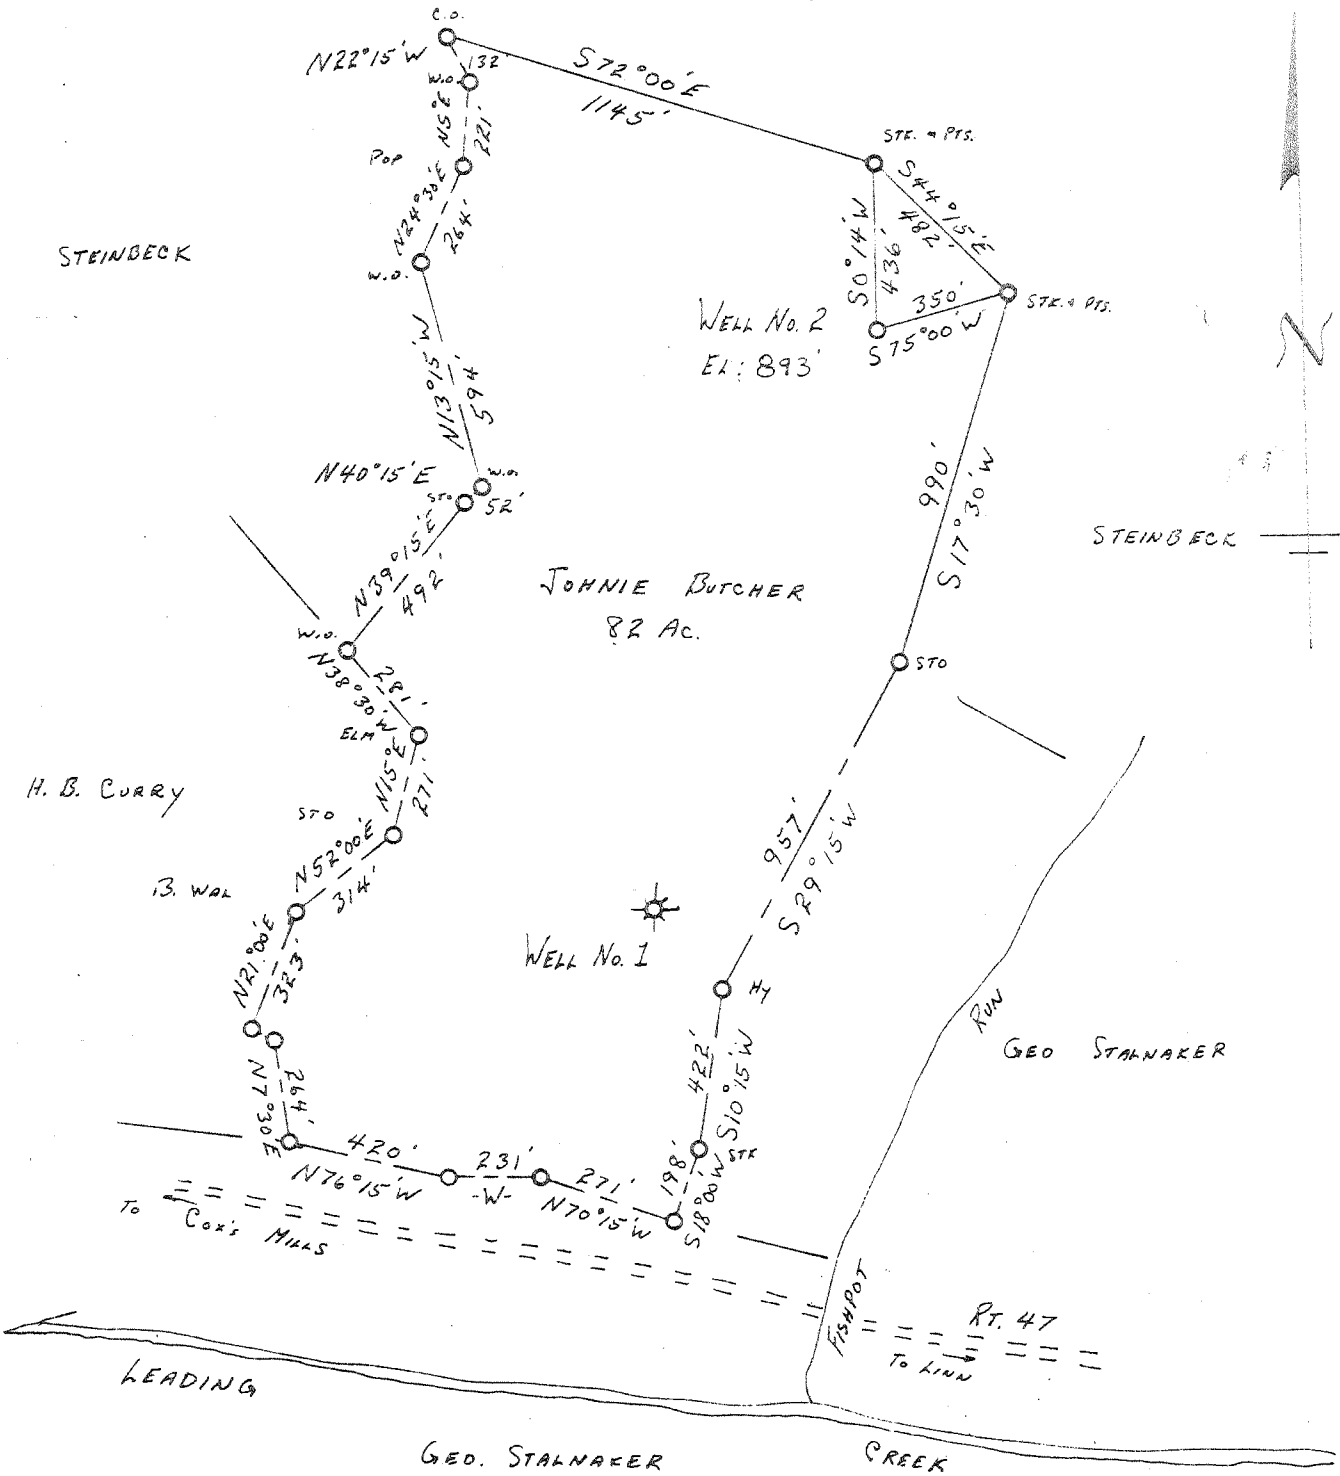 C.O.
N22°15'W
132'
W.O.
S72°00'E
1145'
N5°E
221'
POP
N24°30'E
264'
W.O.
STK. & PTS.
S44°15'E
482'
S0°14'W
436'
350'
S75°00'W
STK. & PTS.
STEINBECK
WELL NO. 2
EL: 893'
N
N13°15'W
594'
N40°15'E
W.O.
STO
52'
990'
S17°30'W
STEINBECK
N39°15'E
492'
JOHNIE BUTCHER
82 AC.
W.O.
N38°30'W
281'
STO
ELM
N15°E
271'
H. B. CURRY
STO
N52°00'E
314'
957'
S29°15'W
B. WAL
N21°00'E
323'
WELL NO. 1
HY
RUN
GEO STALNAKER
N7°30'E
264'
422'
S10°15'W
STK
420'
N76°15'W
231'
-W-
271'
N70°15'W
198'
S18°00'W
TO
COX'S MILLS
FISHPOT
RT. 47
TO LINN
LEADING
GEO. STALNAKER
CREEK